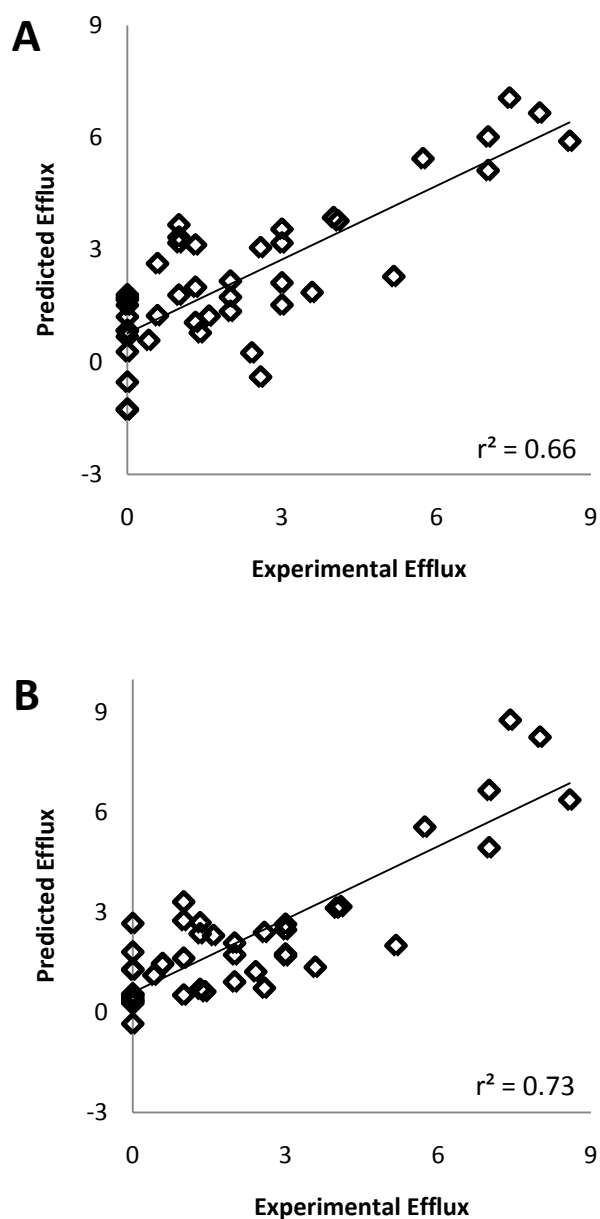 A
9
6
3
0
-3
Predicted Efflux
r² = 0.66
0 3 6 9
Experimental Efflux
B
9
6
3
0
-3
Predicted Efflux
r² = 0.73
0 3 6 9
Experimental Efflux